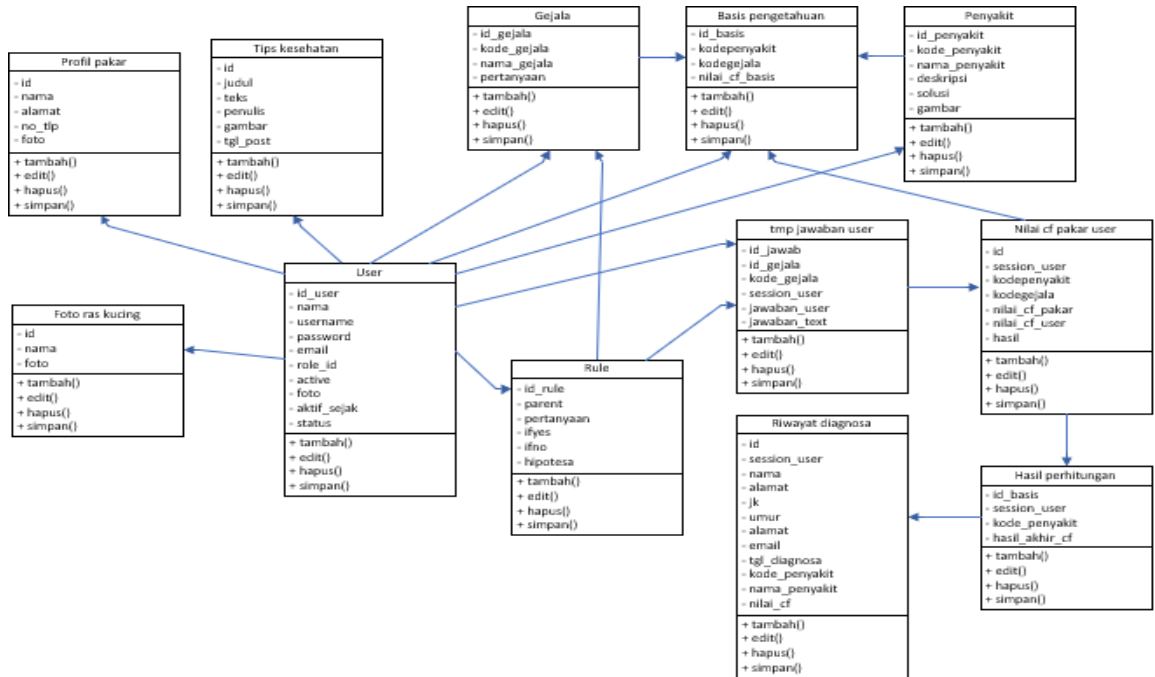 Gejala
- id_gejala
- kode_gejala
- nama_gejala
- pertanyaan
+ tambah()
+ edit()
+ hapus()
+ simpan()
Basis pengetahuan
- id_basis
- kodepenyakit
- kodegejala
- nilai_cf_basis
+ tambah()
+ edit()
+ hapus()
+ simpan()
Penyakit
- id_penyakit
- kode_penyakit
- nama_penyakit
- deskripsi
- solusi
- gambar
+ tambah()
+ edit()
+ hapus()
+ simpan()
Profil pakar
- id
- nama
- alamat
- no_tlp
- foto
+ tambah()
+ edit()
+ hapus()
+ simpan()
Tips kesehatan
- id
- judul
- teks
- penulis
- gambar
- tgl_post
+ tambah()
+ edit()
+ hapus()
+ simpan()
User
- id_user
- nama
- username
- password
- email
- role_id
- active
- foto
- aktif_sejak
- status
+ tambah()
+ edit()
+ hapus()
+ simpan()
Foto ras kucing
- id
- nama
- foto
+ tambah()
+ edit()
+ hapus()
+ simpan()
Rule
- id_rule
- parent
- pertanyaan
- ifyes
- ifno
- hipotesa
+ tambah()
+ edit()
+ hapus()
+ simpan()
tmp jawaban user
- id_jawab
- id_gejala
- kode_gejala
- session_user
- jawaban_user
- jawaban_text
+ tambah()
+ edit()
+ hapus()
+ simpan()
Nilai cf pakar user
- id
- session_user
- kodepenyakit
- kodegejala
- nilai_cf_pakar
- nilai_cf_user
- hasil
+ tambah()
+ edit()
+ hapus()
+ simpan()
Riwayat diagnosa
- id
- session_user
- nama
- alamat
- jk
- umur
- alamat
- email
- tgl_diagnosa
- kode_penyakit
- nama_penyakit
- nilai_cf
+ tambah()
+ edit()
+ hapus()
+ simpan()
Hasil perhitungan
- id_basis
- session_user
- kode_penyakit
- hasil_akhir_cf
+ tambah()
+ edit()
+ hapus()
+ simpan()